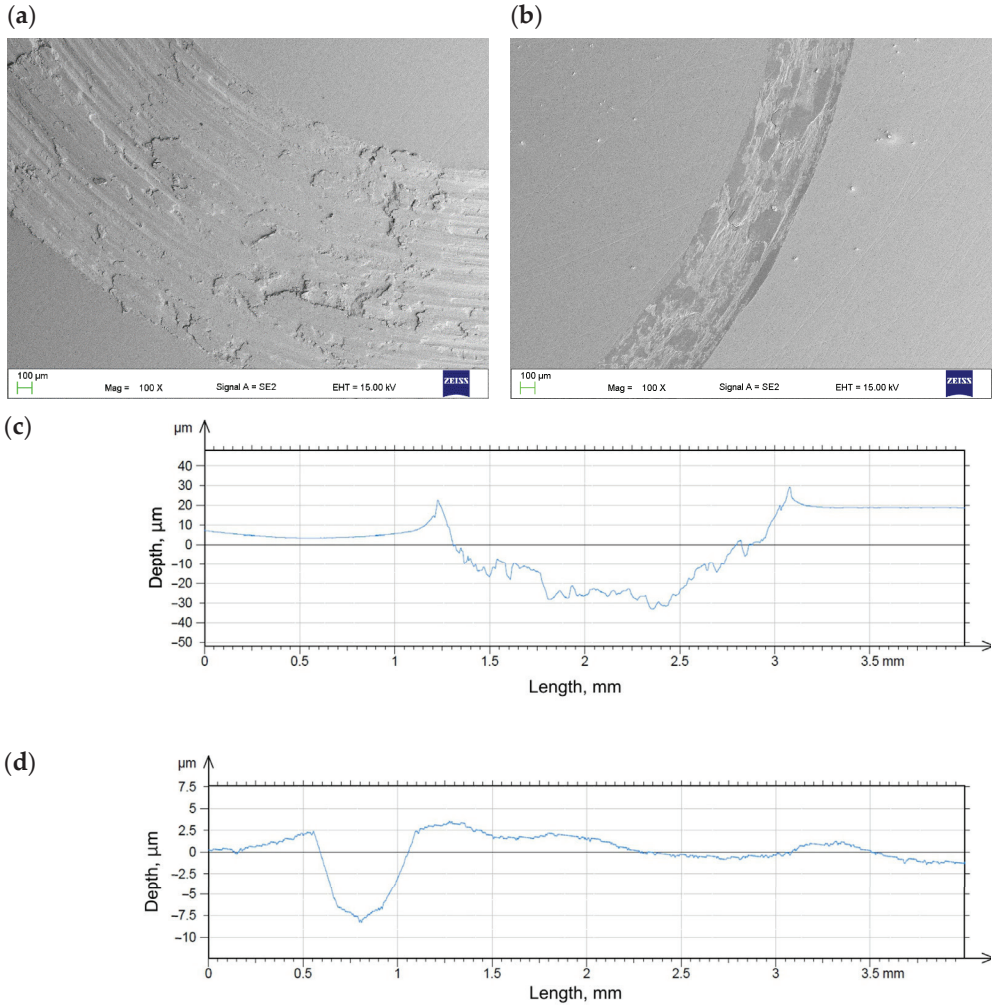 (a)
(b)
100 µm
Mag = 100 X
Signal A = SE2
EHT = 15.00 kV
ZEISS
100 µm
Mag = 100 X
Signal A = SE2
EHT = 15.00 kV
ZEISS
(c)
µm
40
30
20
10
0
−10
−20
−30
−40
−50
Depth, µm
0 0.5 1 1.5 2 2.5 3 3.5 mm
Length, mm
(d)
µm
7.5
5
2.5
0
−2.5
−5
−7.5
−10
Depth, µm
0 0.5 1 1.5 2 2.5 3 3.5 mm
Length, mm